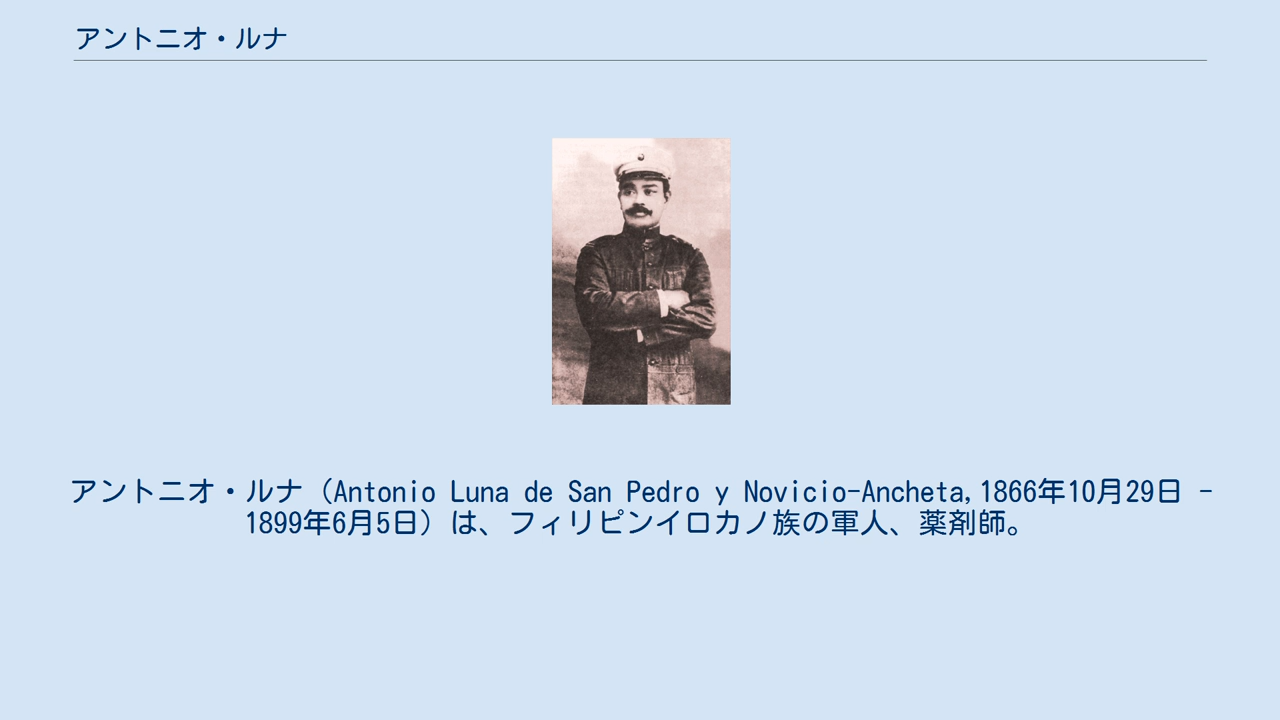 アントニオ・ルナ
アントニオ・ルナ（Antonio Luna de San Pedro y Novicio-Ancheta,1866年10月29日 -
1899年6月5日）は、フィリピンイロカノ族の軍人、薬剤師。